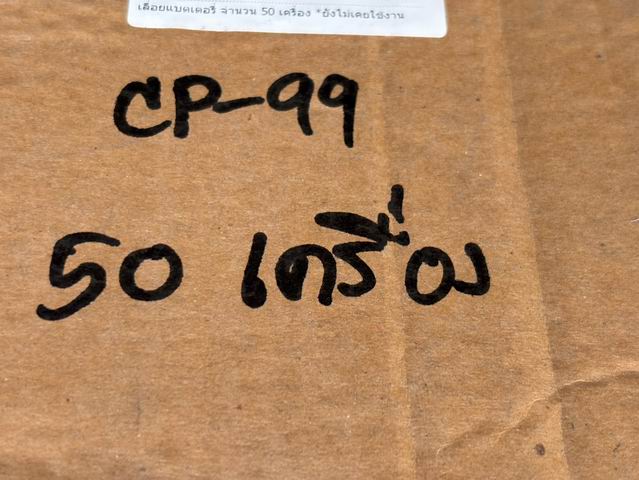 เลื่อยแบตเตอรี่ จำนวน 50 เครื่อง *ยังไม่เคยใช้งาน
CP-99
50 เครื่อง